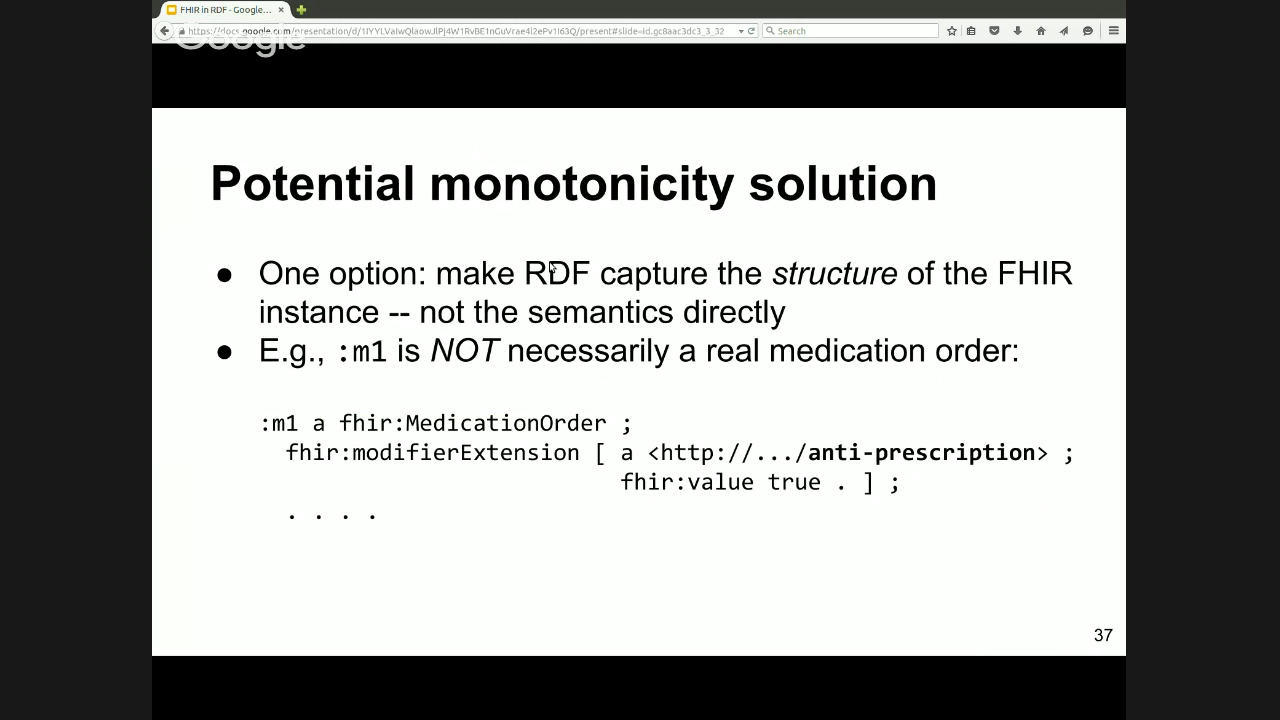 FHIR in RDF - Google...
Google
Search
Potential monotonicity solution
● One option: make RDF capture the structure of the FHIR
instance -- not the semantics directly
● E.g., :m1 is NOT necessarily a real medication order:
:m1 a fhir:MedicationOrder ;
fhir:modifierExtension [ a <http://.../anti-prescription> ;
fhir:value true . ] ;
. . . .
37